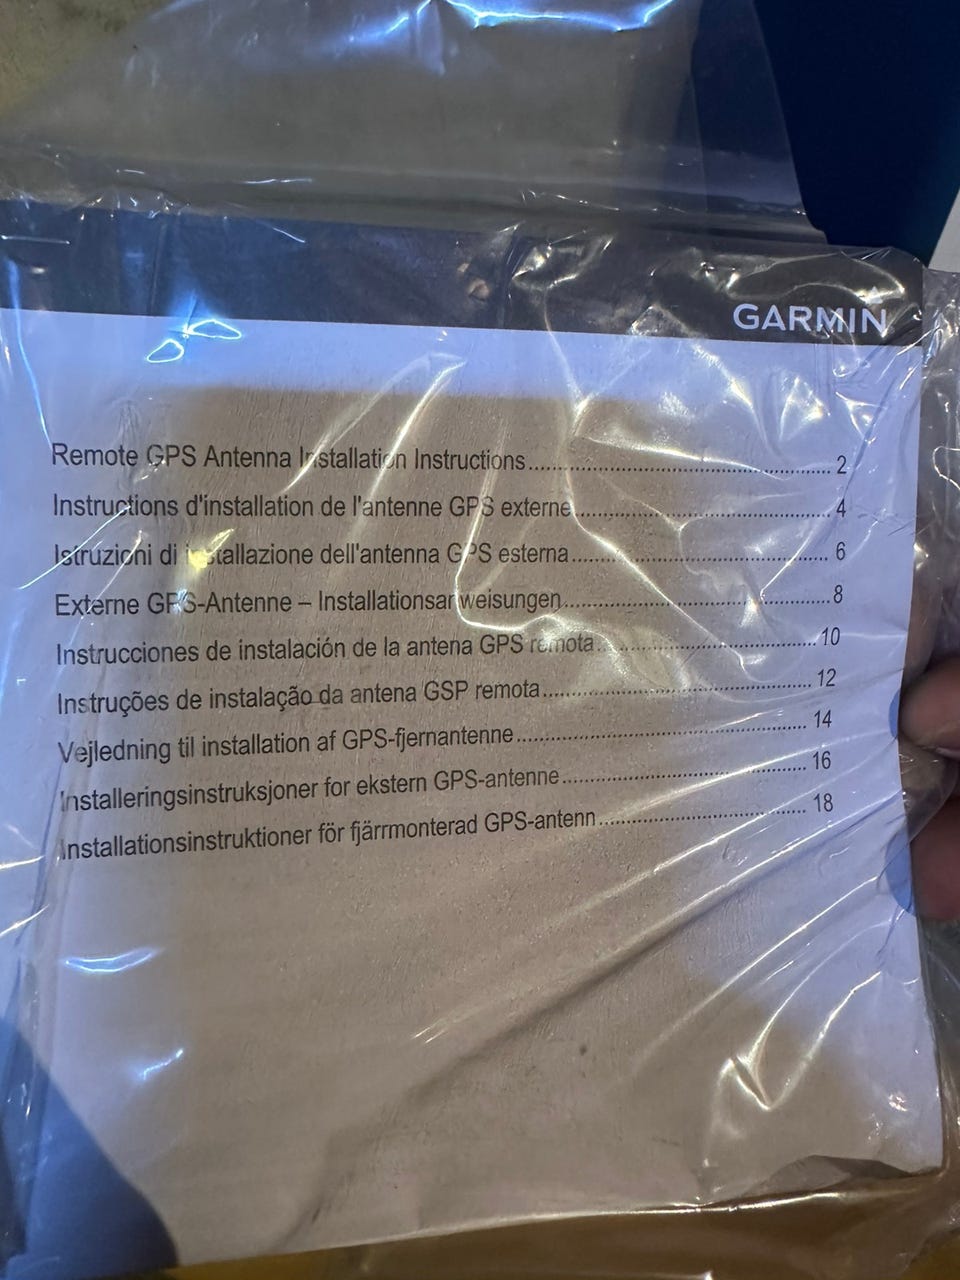 GARMIN
Remote GPS Antenna Installation Instructions 2
Instructions d'installation de l'antenne GPS externe 4
Istruzioni di installazione dell'antenna GPS esterna 6
Externe GPS-Antenne – Installationsanweisungen 8
Instrucciones de instalación de la antena GPS remota 10
Instruções de instalação da antena GSP remota 12
Vejledning til installation af GPS-fjernantenne 14
Installeringsinstruksjoner for ekstern GPS-antenne 16
Installationsinstruktioner för fjärrmonterad GPS-antenn 18